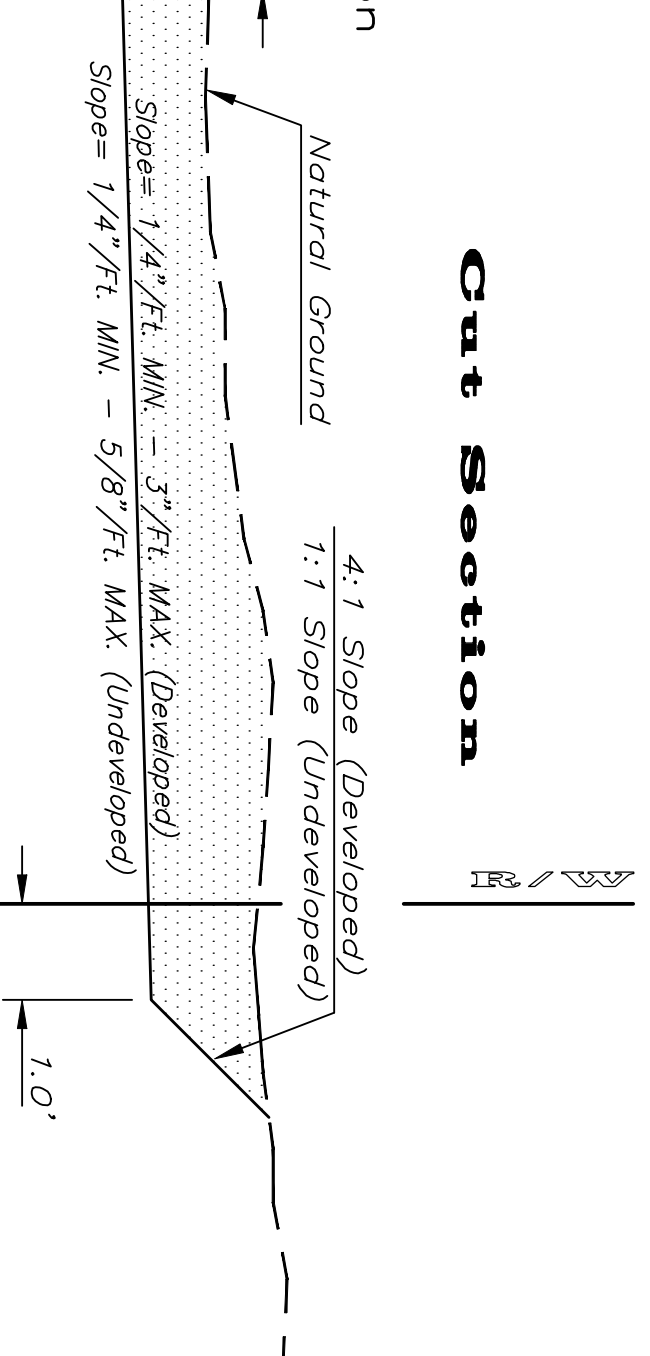 Cut Section
R/W
n
Natural Ground
4:1 Slope (Developed)
1:1 Slope (Undeveloped)
Slope= 1/4"/Ft. MIN. – 3"/Ft. MAX. (Developed)
Slope= 1/4"/Ft. MIN. – 5/8"/Ft. MAX. (Undeveloped)
1.0'